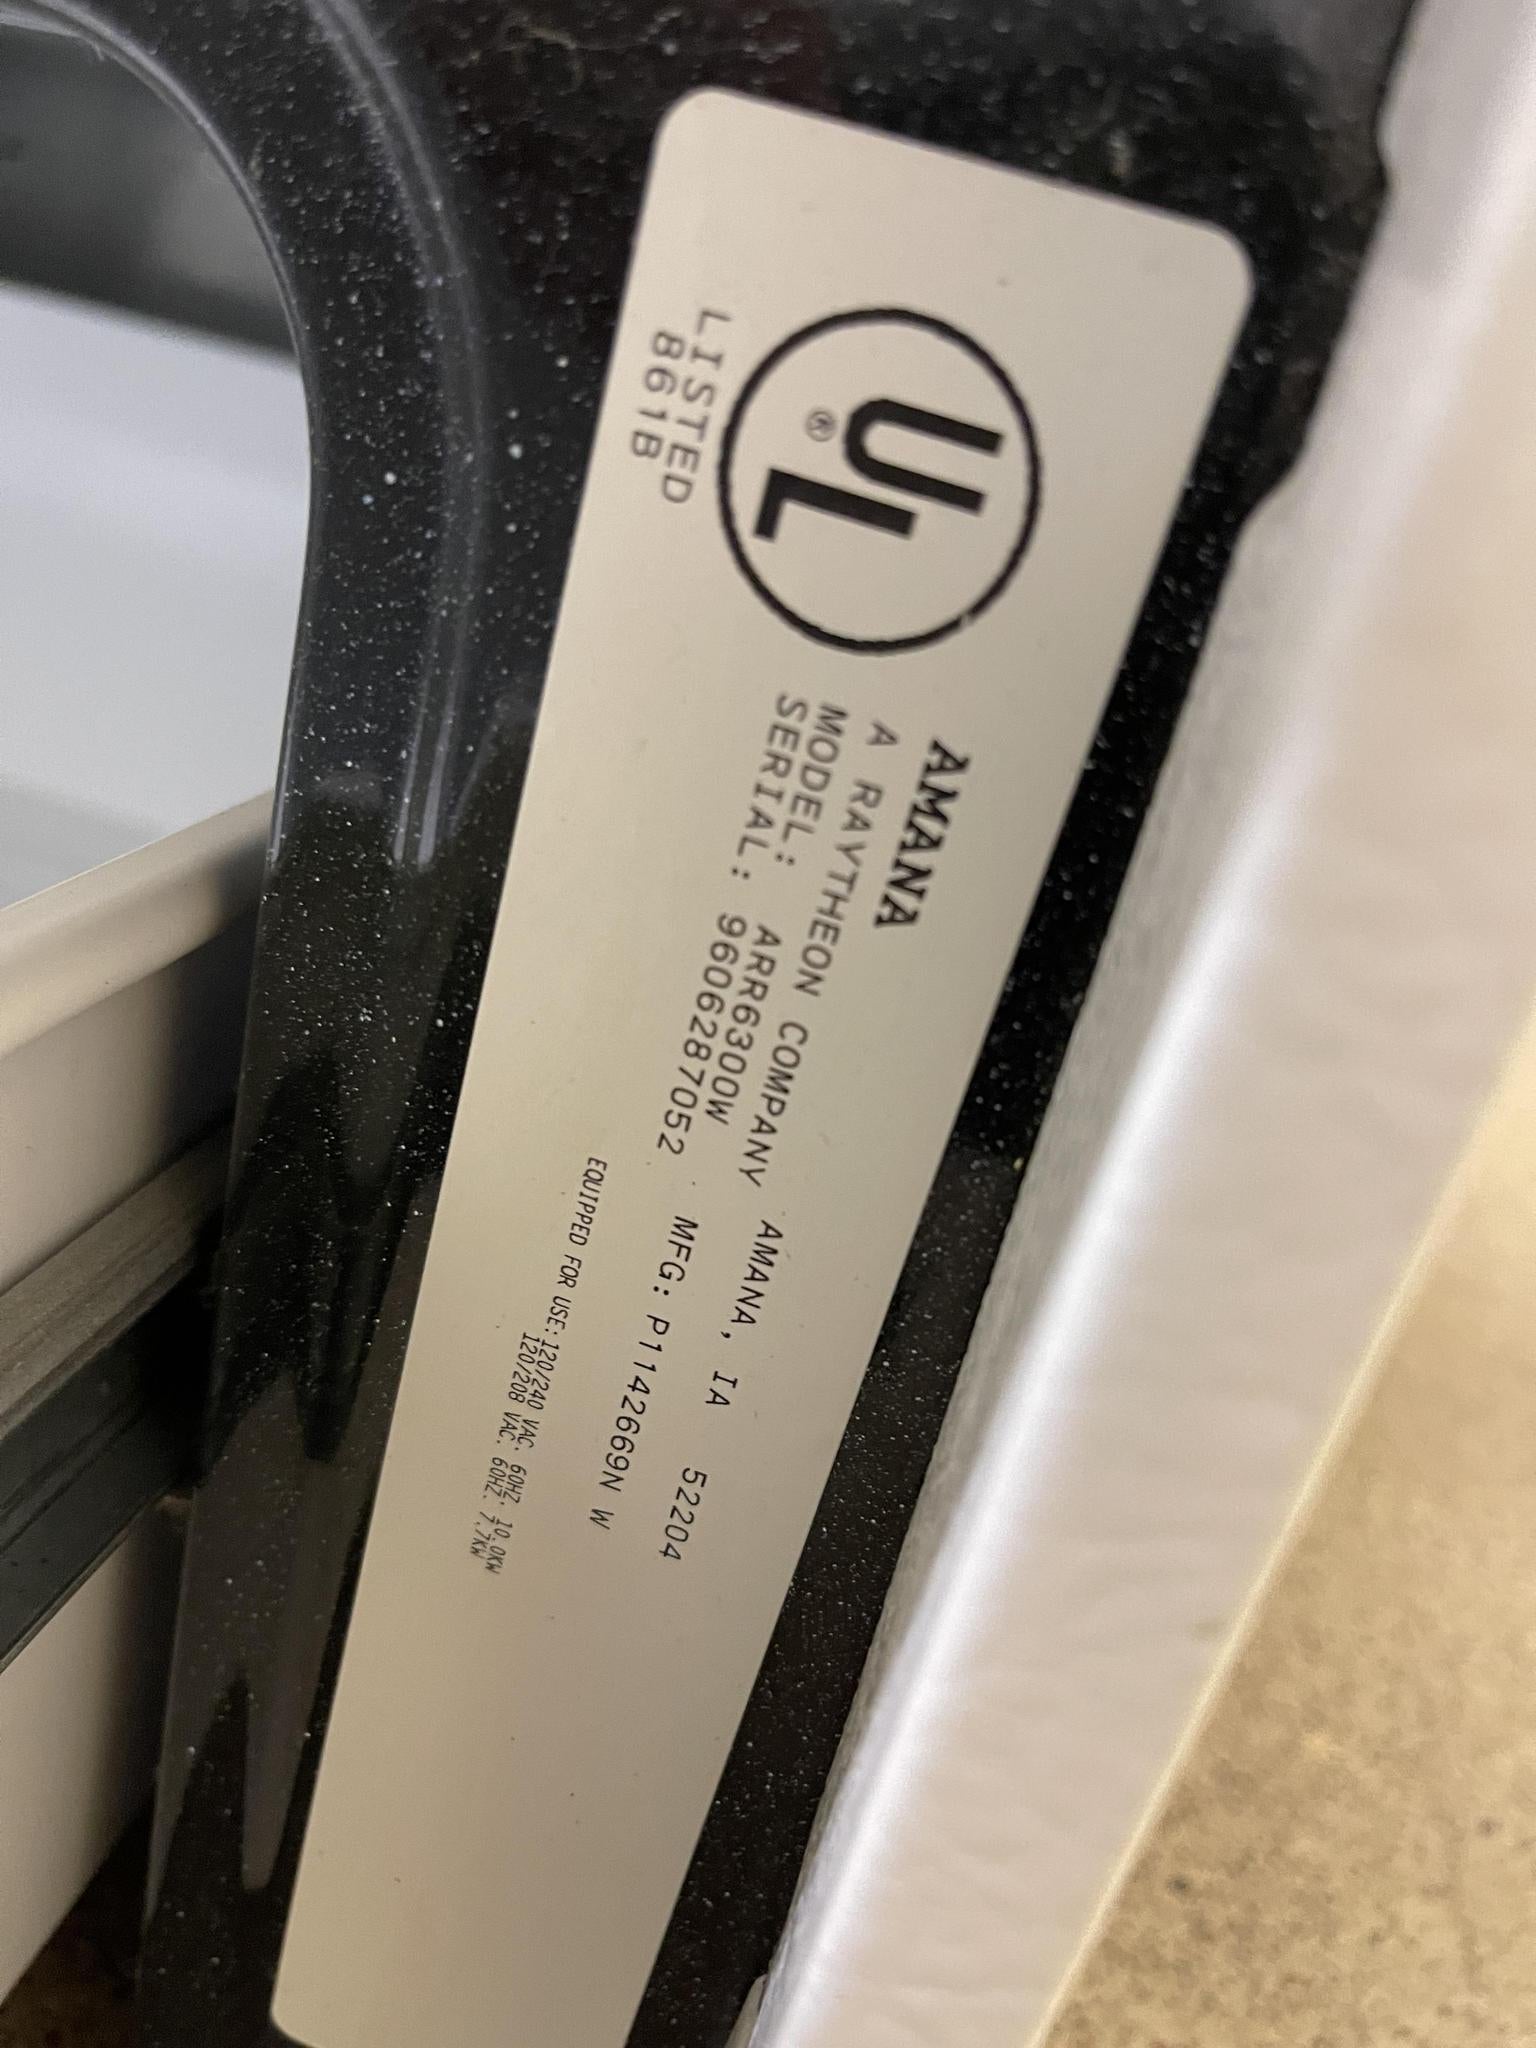 UL®
LISTED
861B
AMANA
A RAYTHEON COMPANY AMANA, IA 52204
MODEL: ARR6300W
SERIAL: 9606287052 MFG: P1142669N W
EQUIPPED FOR USE: 120/240 VAC. 60HZ. 10.0KW
120/208 VAC. 60HZ. 7.7KW